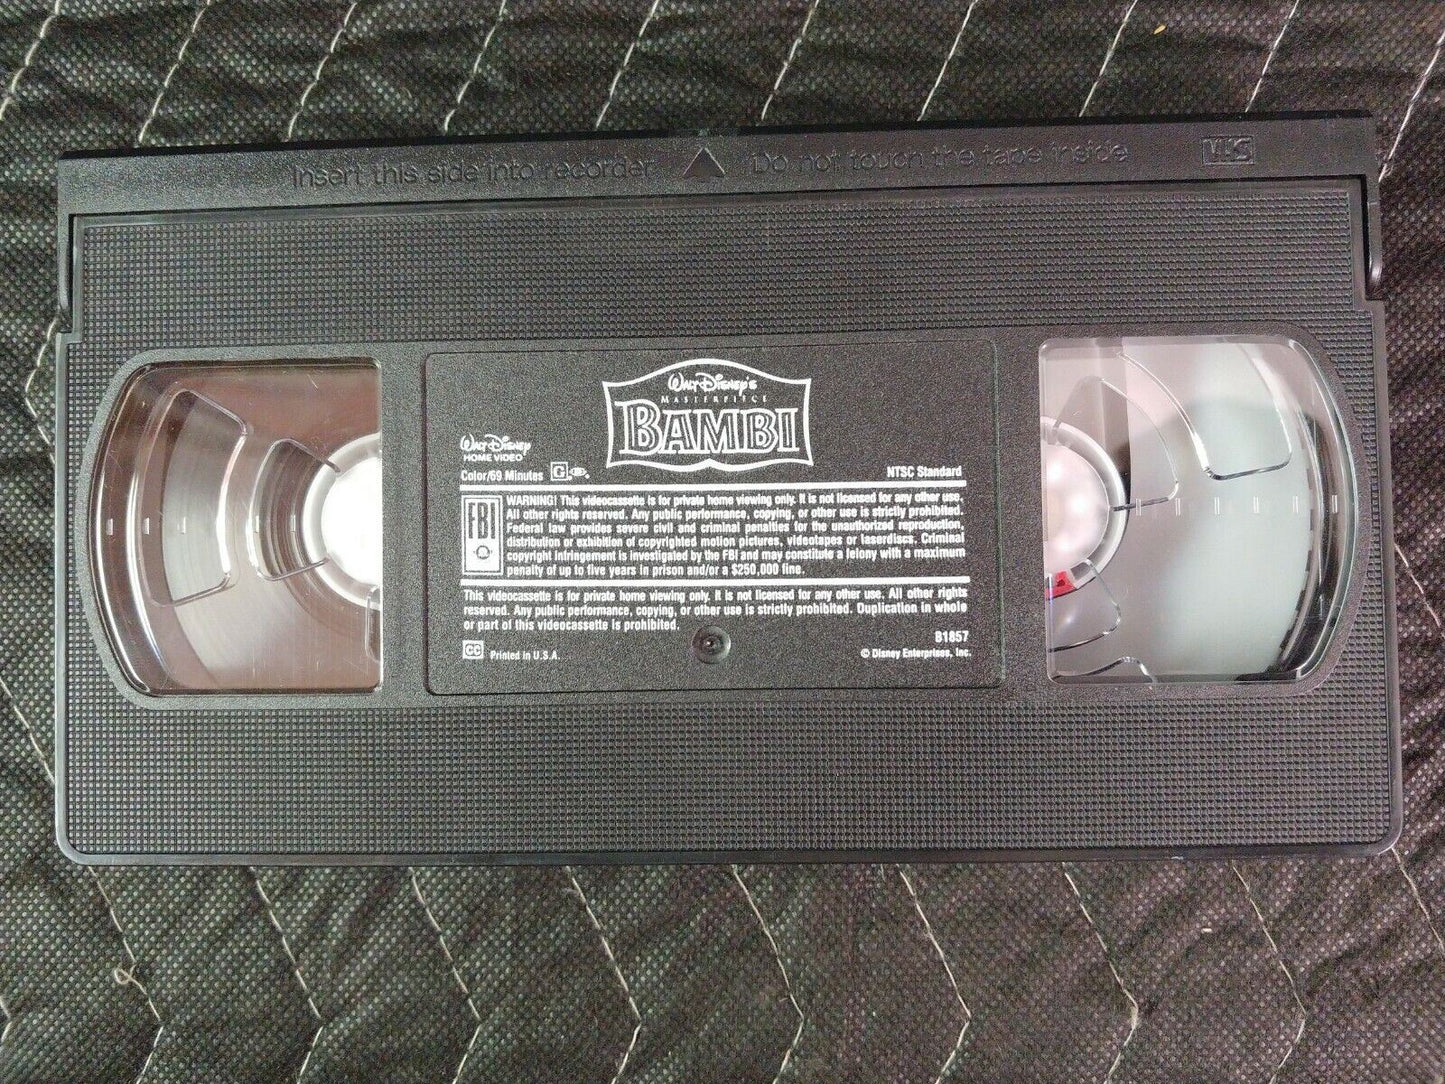 Insert this side into recorder
Do not touch the tape inside
VHS
WALT DISNEY'S
MASTERPIECE
BAMBI
WALT DISNEY
HOME VIDEO
Color/69 Minutes G
NTSC Standard
FBI
WARNING! This videocassette is for private home viewing only. It is not licensed for any other use.
All other rights reserved. Any public performance, copying, or other use is strictly prohibited.
Federal law provides severe civil and criminal penalties for the unauthorized reproduction,
distribution or exhibition of copyrighted motion pictures, videotapes or laserdiscs. Criminal
copyright infringement is investigated by the FBI and may constitute a felony with a maximum
penalty of up to five years in prison and/or a $250,000 fine.
This videocassette is for private home viewing only. It is not licensed for any other use. All other rights
reserved. Any public performance, copying, or other use is strictly prohibited. Duplication in whole
or part of this videocassette is prohibited.
B1857
CC Printed in U.S.A.
© Disney Enterprises, Inc.